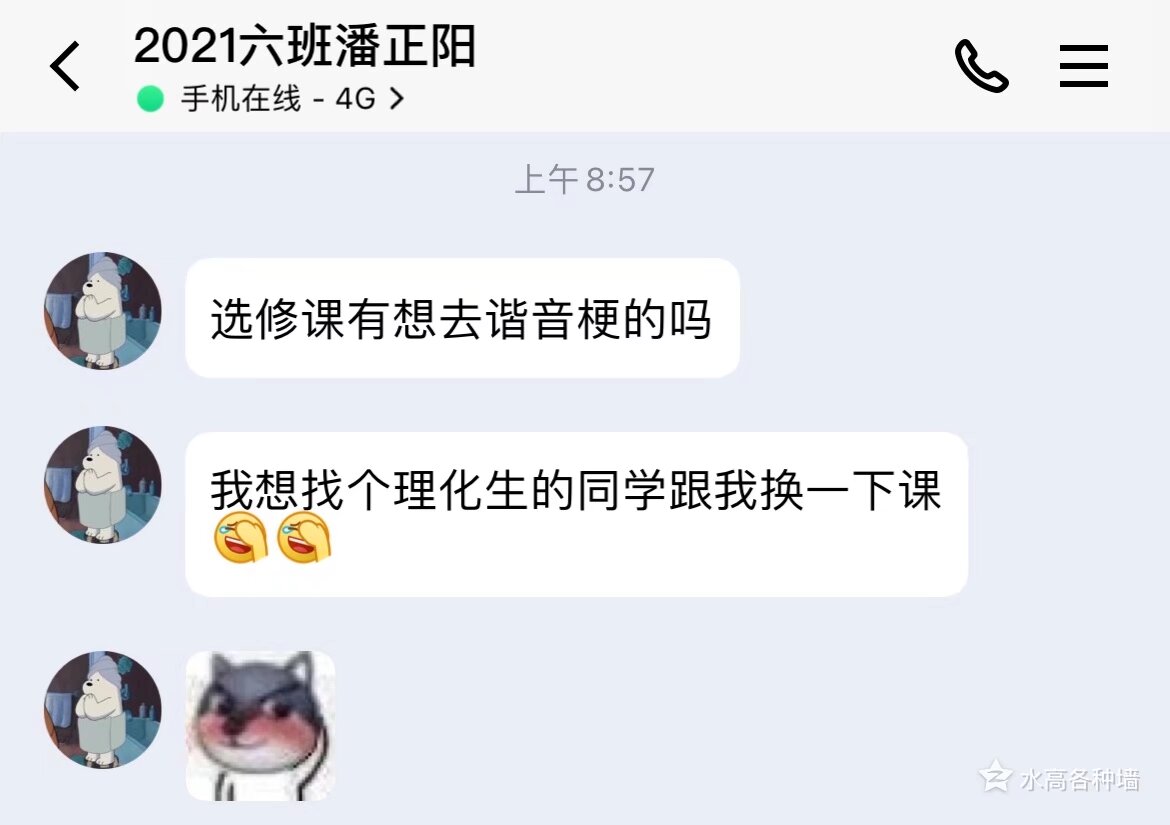 2021六班潘正阳
手机在线 - 4G >
上午 8:57
选修课有想去谐音梗的吗
我想找个理化生的同学跟我换一下课
水高各种墙